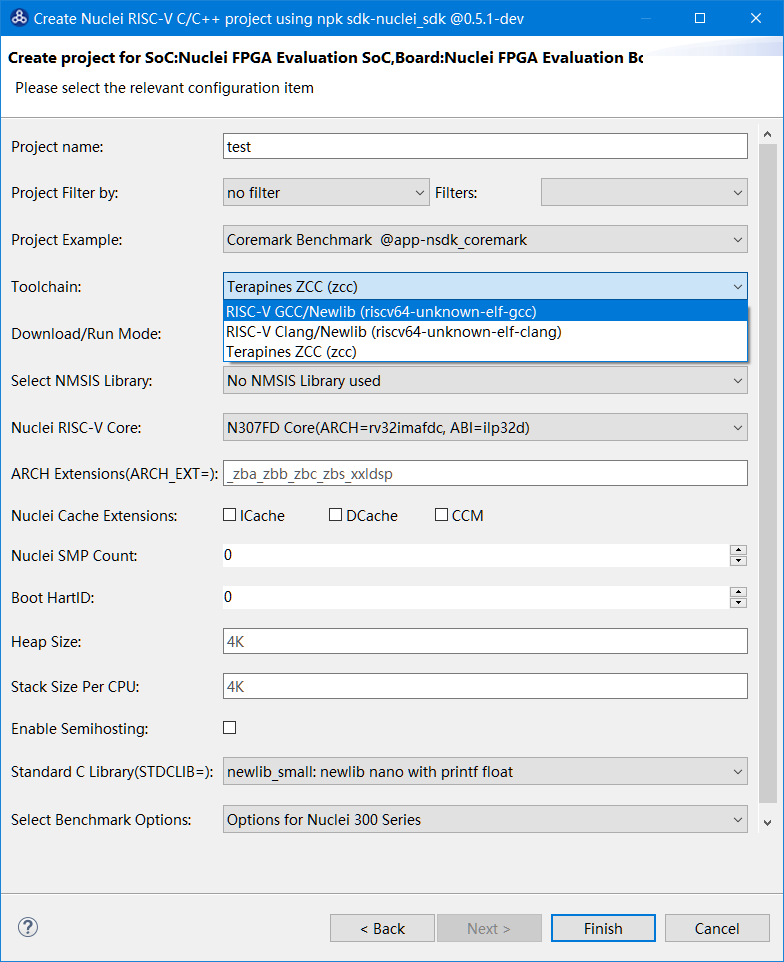 Create Nuclei RISC-V C/C++ project using npk sdk-nuclei_sdk @0.5.1-dev
Create project for SoC:Nuclei FPGA Evaluation SoC,Board:Nuclei FPGA Evaluation Bo
Please select the relevant configuration item
Project name: test
Project Filter by: no filter Filters:
Project Example: Coremark Benchmark @app-nsdk_coremark
Toolchain: Terapines ZCC (zcc)
RISC-V GCC/Newlib (riscv64-unknown-elf-gcc)
Download/Run Mode: RISC-V Clang/Newlib (riscv64-unknown-elf-clang)
Terapines ZCC (zcc)
Select NMSIS Library: No NMSIS Library used
Nuclei RISC-V Core: N307FD Core(ARCH=rv32imafdc, ABI=ilp32d)
ARCH Extensions(ARCH_EXT=): _zba_zbb_zbc_zbs_xxldsp
Nuclei Cache Extensions: ICache DCache CCM
Nuclei SMP Count: 0
Boot HartID: 0
Heap Size: 4K
Stack Size Per CPU: 4K
Enable Semihosting:
Standard C Library(STDCLIB=): newlib_small: newlib nano with printf float
Select Benchmark Options: Options for Nuclei 300 Series
? < Back Next > Finish Cancel